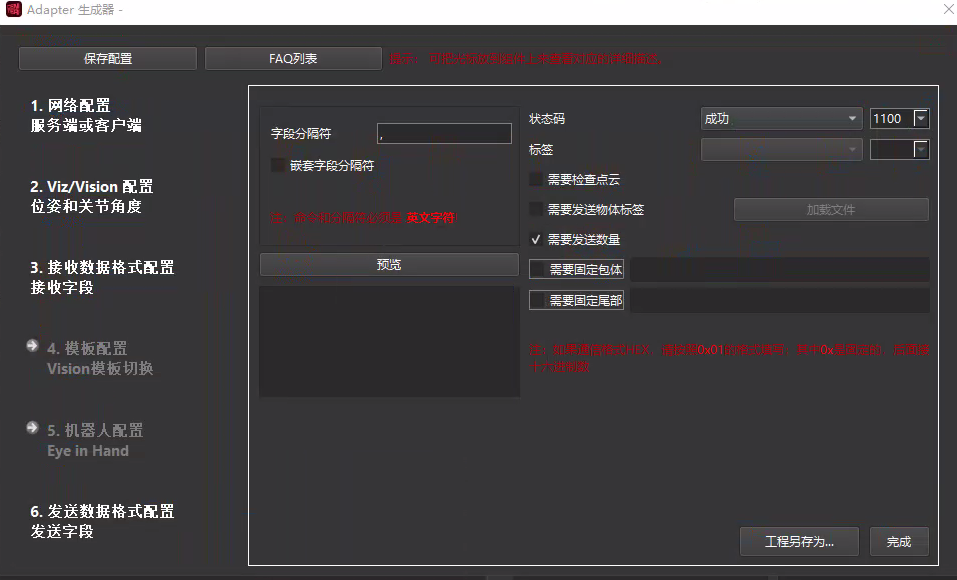 Adapter 生成器 -
保存配置
FAQ列表
1. 网络配置
服务端或客户端
2. Viz/Vision 配置
位姿和关节角度
3. 接收数据格式配置
接收字段
4. 模板配置
Vision模板切换
5. 机器人配置
Eye in Hand
6. 发送数据格式配置
发送字段
字段分隔符
,
嵌套字段分隔符
英文字符
预览
状态码
成功
1100
标签
需要检查点云
需要发送物体标签
加载文件
需要发送数量
需要固定包体
需要固定尾部
0x01
0x
工程另存为...
完成